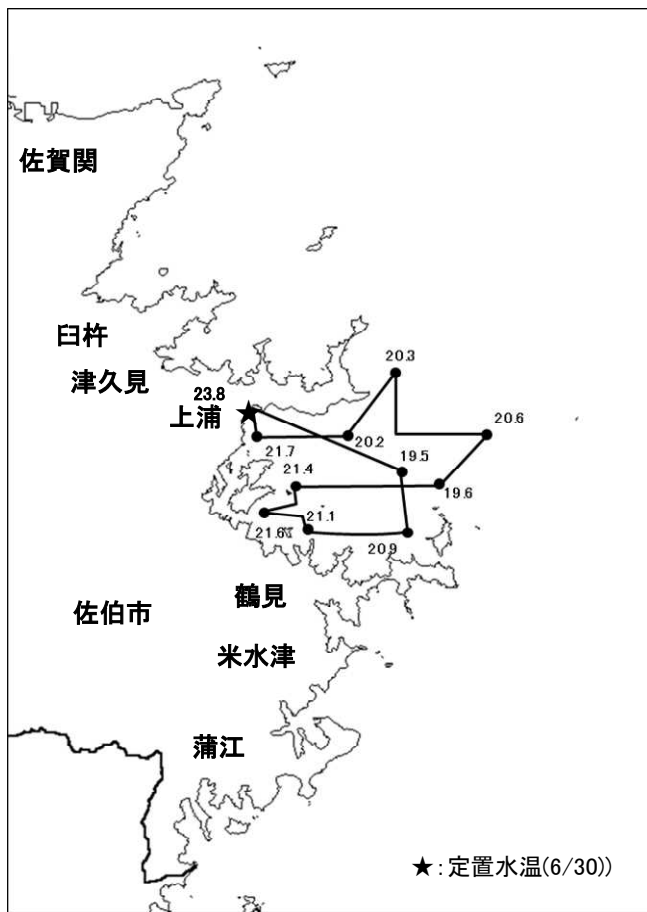 佐賀関
臼杵
20.3
津久見
23.8
上浦
20.6
20.2
21.7
19.5
21.4
19.6
21.1
21.6
20.9
鶴見
佐伯市
米水津
蒲江
★:定置水温(6/30))